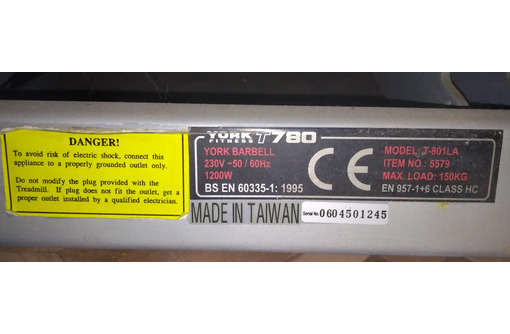 DANGER!
To avoid risk of electric shock, connect this
appliance to a properly grounded outlet only.
Do not modify the plug provided with the
Treadmill. If plug does not fit the outlet, get a
proper outlet installed by a qualified electrician.
YORK T780
YORK BARBELL
230V ~50 / 60Hz
1200W
BS EN 60335-1: 1995
CE
MODEL: J-801LA
ITEM NO.: 5579
MAX. LOAD: 150KG
EN 957-1+6 CLASS HC
MADE IN TAIWAN
Serial No 0604501245